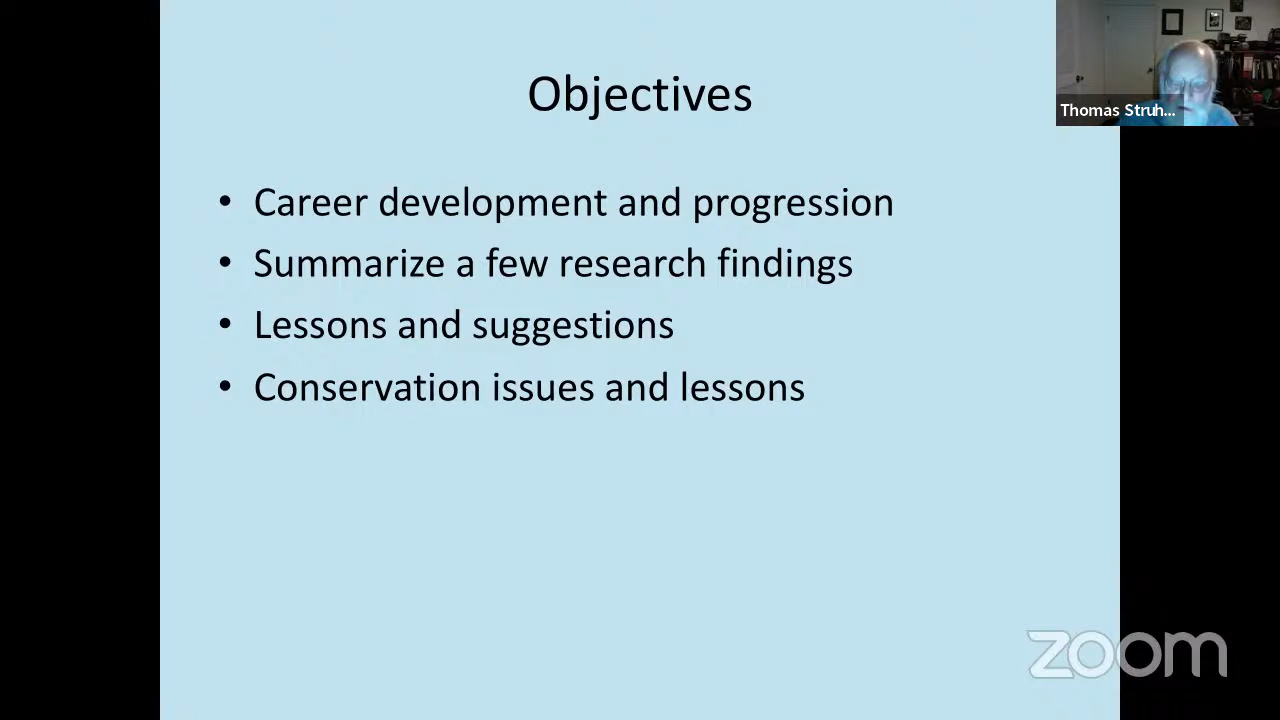 Objectives
Thomas Struh...
• Career development and progression
• Summarize a few research findings
• Lessons and suggestions
• Conservation issues and lessons
zoom